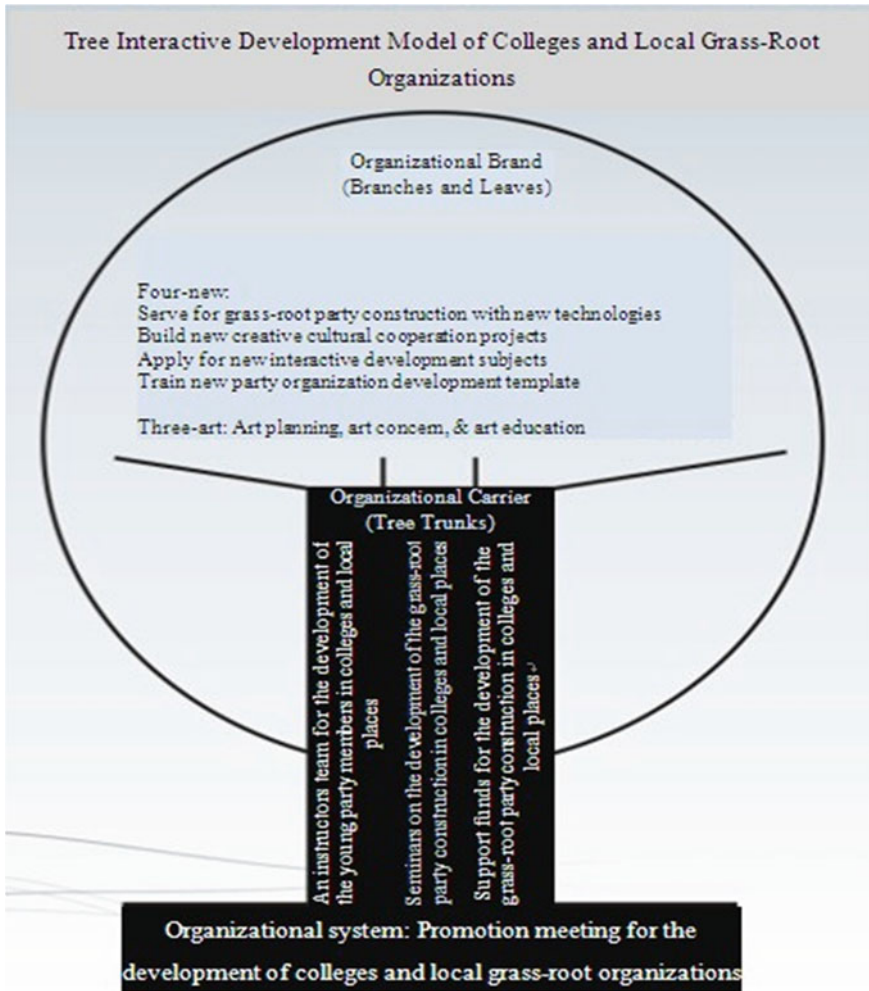 Tree Interactive Development Model of Colleges and Local Grass-Root
Organizations
Organizational Brand
(Branches and Leaves)
Four-new:
Serve for grass-root party construction with new technologies
Build new creative cultural cooperation projects
Apply for new interactive development subjects
Train new party organization development template
Three-art: Art planning, art concern, & art education
Organizational Carrier
(Tree Trunks)
An instructors team for the development of
the young party members in colleges and local
places
Seminars on the development of the grass-root
party construction in colleges and local places
Support funds for the development of the
grass-root party construction in colleges and
local places
Organizational system: Promotion meeting for the
development of colleges and local grass-root organizations